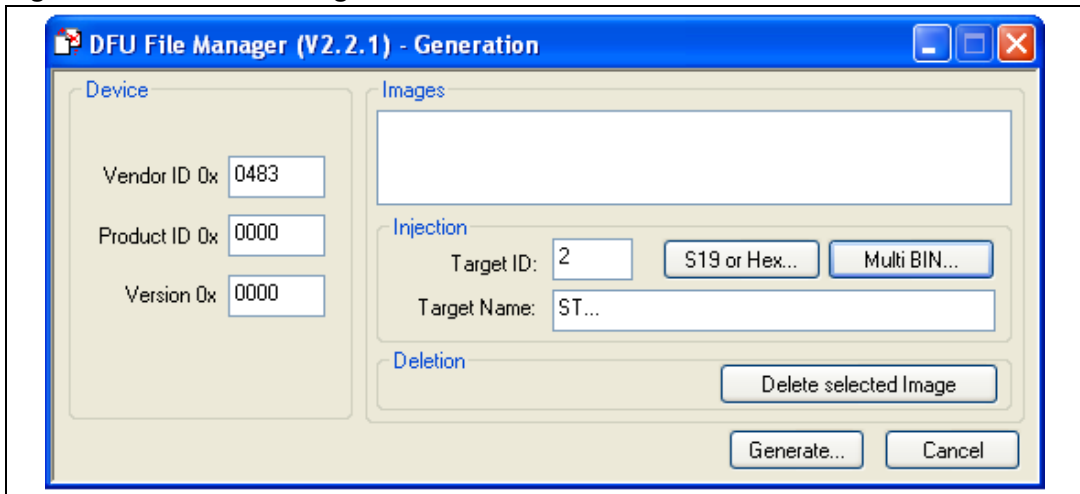 DFU File Manager (V2.2.1) - Generation
Device
Vendor ID 0x 0483
Product ID 0x 0000
Version 0x 0000
Images
Injection
Target ID: 2 S19 or Hex... Multi BIN...
Target Name: ST...
Deletion
Delete selected Image
Generate... Cancel